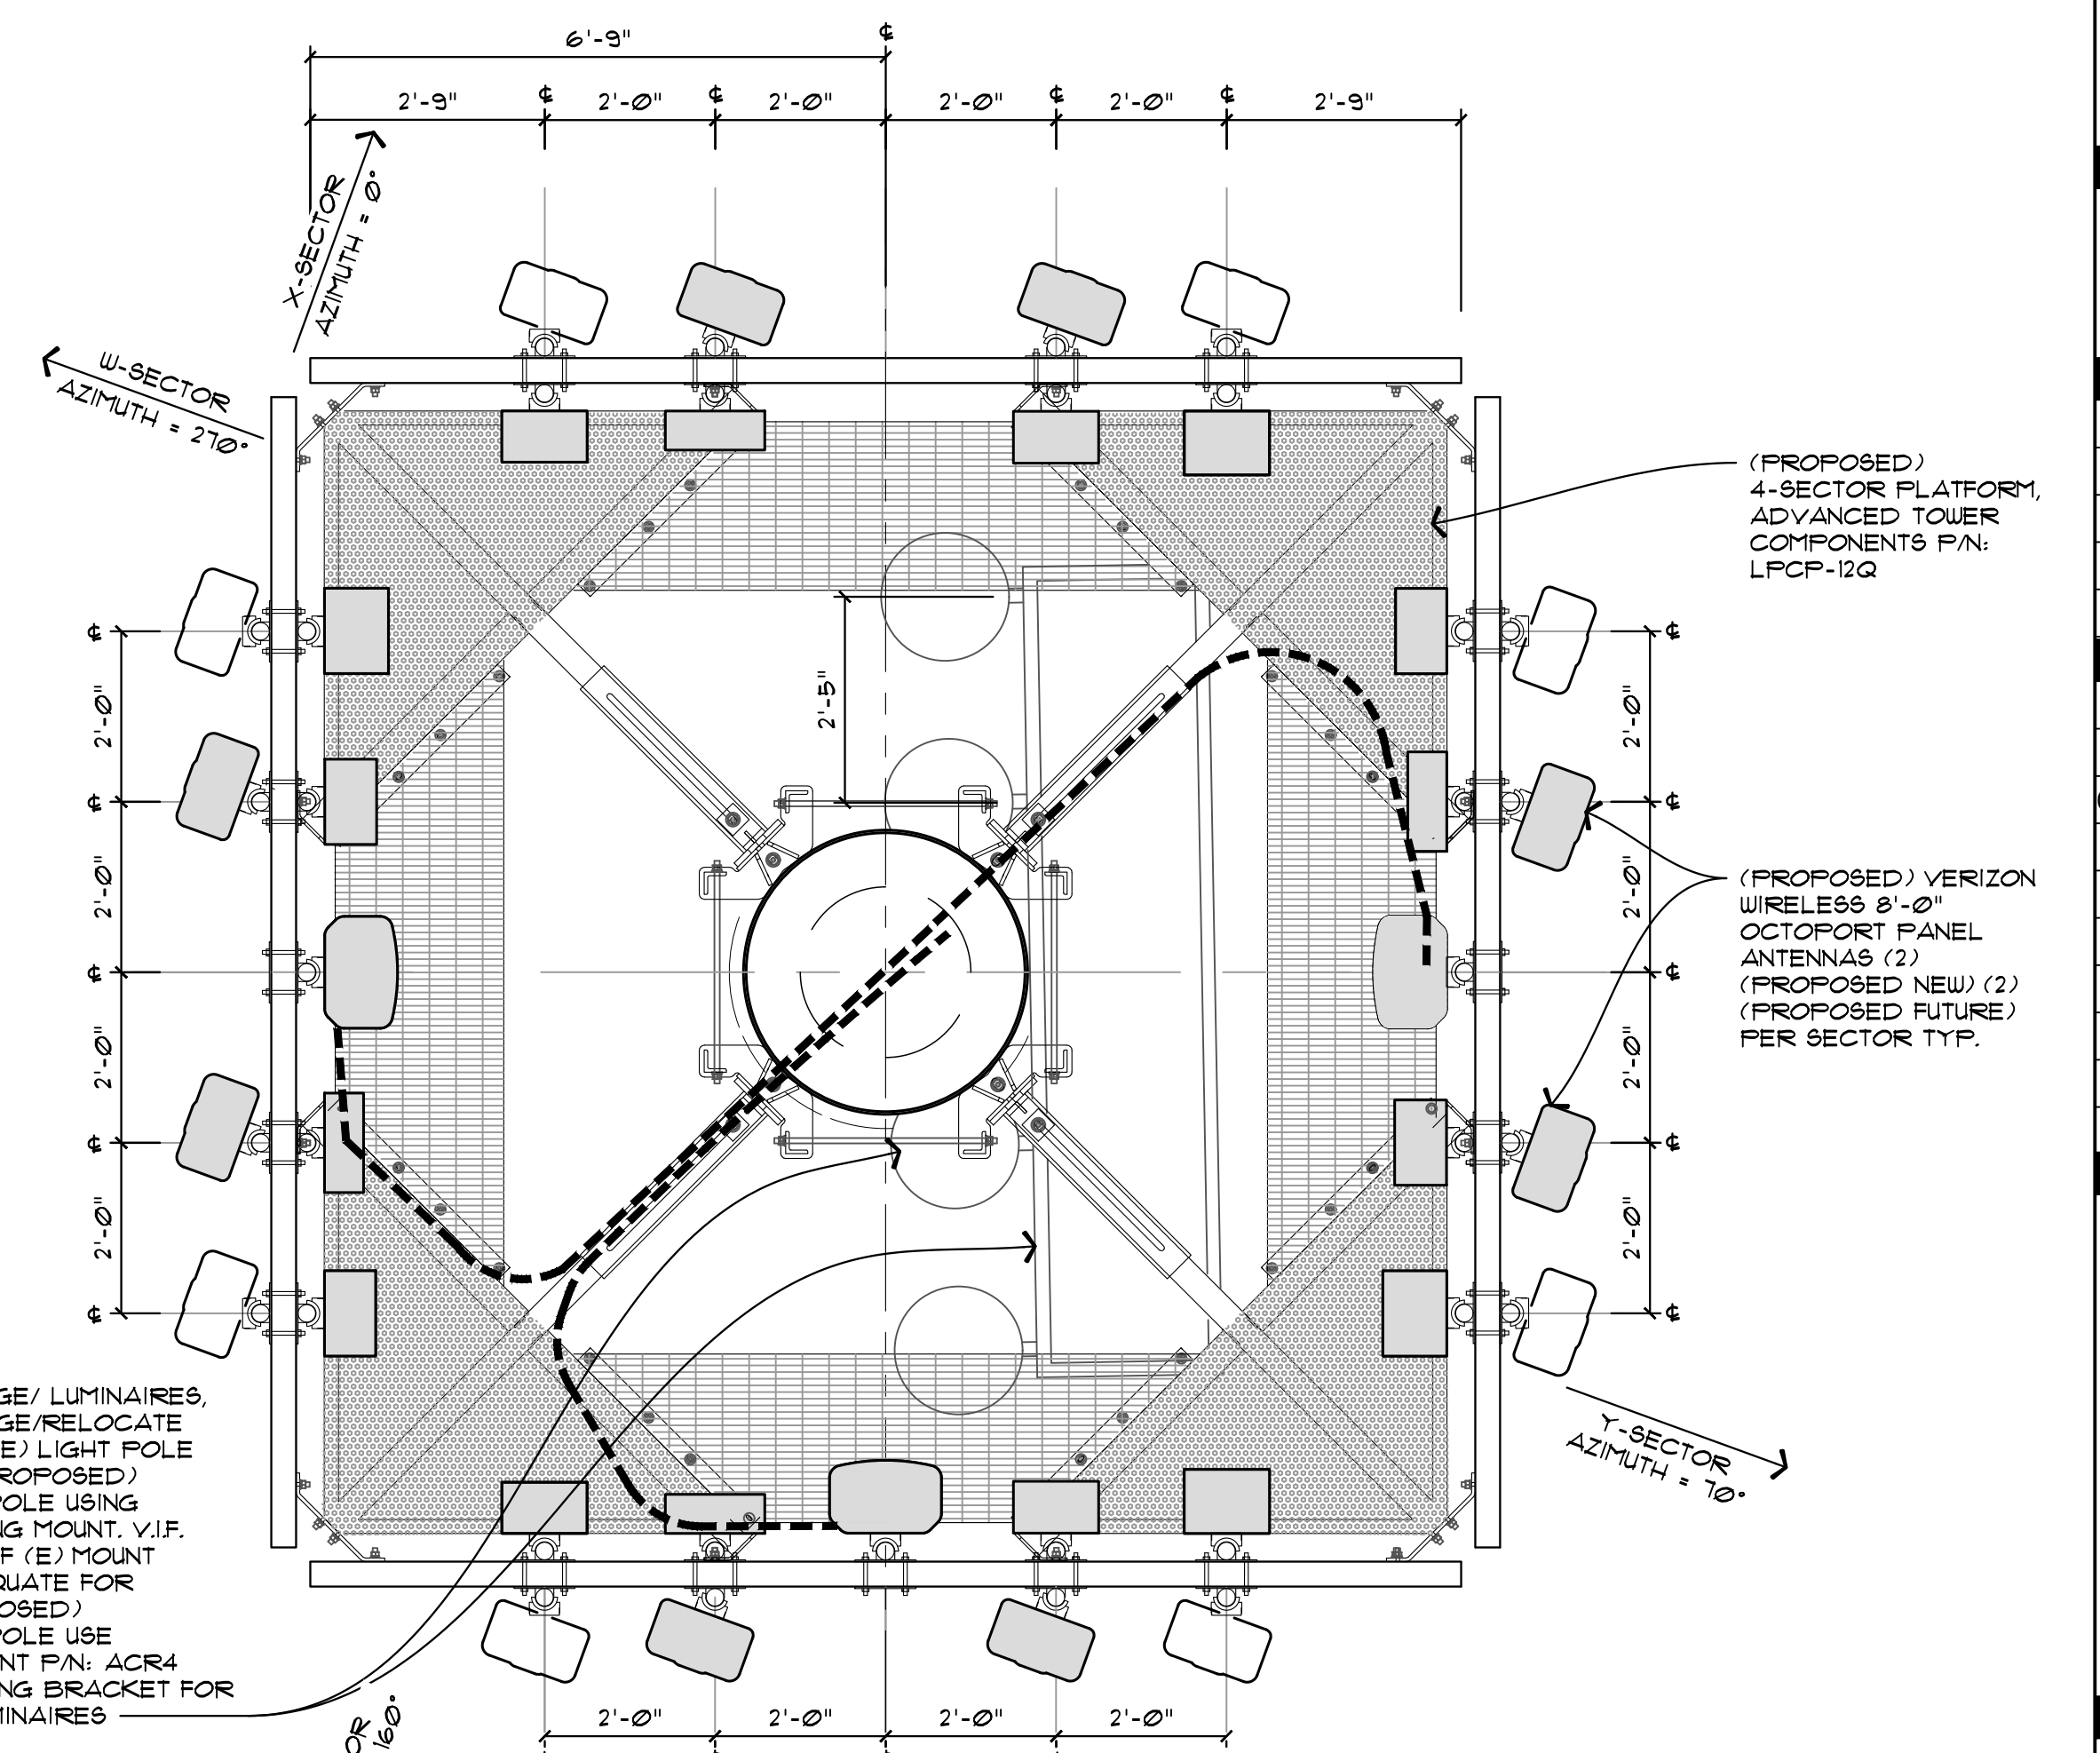 6'-9"
℄
2'-9"
℄
2'-0"
℄
2'-0"
2'-0"
℄
2'-0"
℄
2'-9"
X-SECTOR
AZIMUTH = 0°
W-SECTOR
AZIMUTH = 270°
(PROPOSED)
4-SECTOR PLATFORM,
ADVANCED TOWER
COMPONENTS P/N:
LPCP-12Q
℄
2'-0"
℄
2'-0"
℄
2'-0"
℄
2'-0"
℄
2'-5"
℄
2'-0"
℄
2'-0"
℄
2'-0"
℄
2'-0"
℄
(PROPOSED) VERIZON
WIRELESS 8'-0"
OCTOPORT PANEL
ANTENNAS (2)
(PROPOSED NEW) (2)
(PROPOSED FUTURE)
PER SECTOR TYP.
GE/ LUMINAIRES,
GE/RELOCATE
E) LIGHT POLE
ROPOSED)
POLE USING
NG MOUNT. V.I.F.
F (E) MOUNT
QUATE FOR
OSED)
POLE USE
NT P/N: ACR4
NG BRACKET FOR
MINAIRES
Y-SECTOR
AZIMUTH = 70°
OR
160°
2'-0"
2'-0"
2'-0"
2'-0"